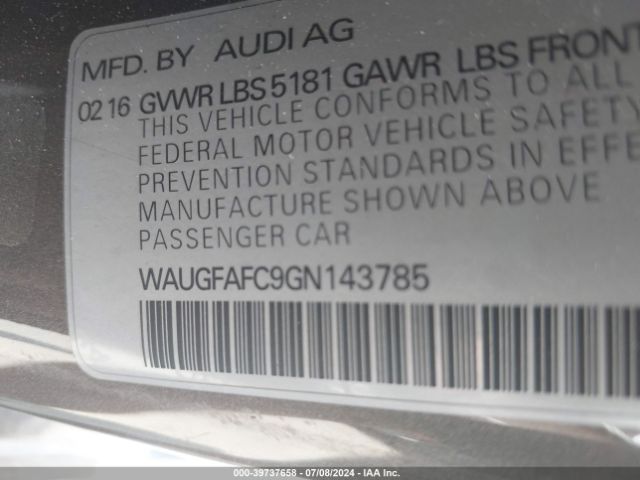 MFD. BY AUDI AG
02 16 GVWR LBS 5181 GAWR LBS FRONT
THIS VEHICLE CONFORMS TO ALL
FEDERAL MOTOR VEHICLE SAFETY
PREVENTION STANDARDS IN EFFE
MANUFACTURE SHOWN ABOVE
PASSENGER CAR
WAUGFAFC9GN143785
000-39737658 - 07/08/2024 - IAA Inc.